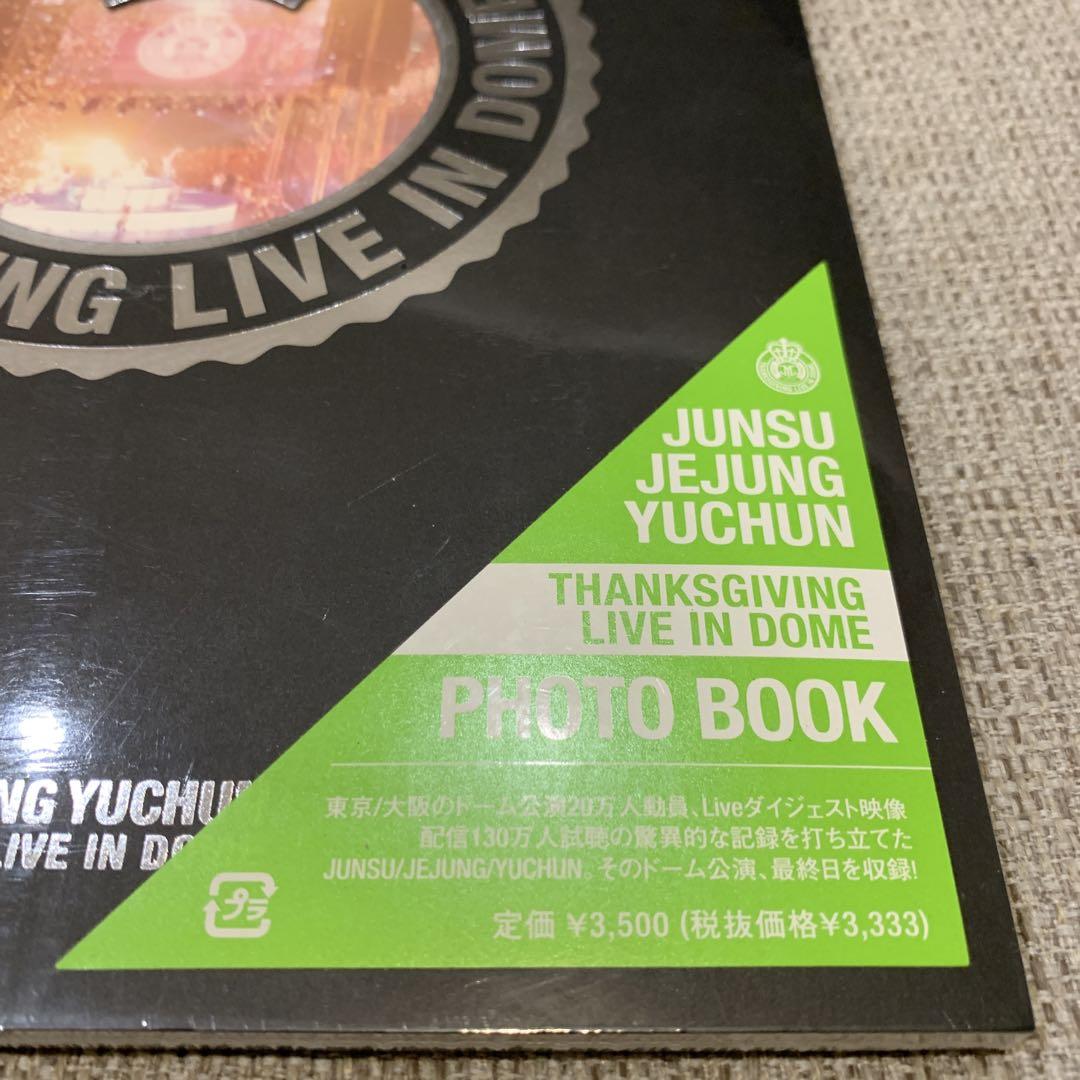 ING LIVE IN DOME
JUNSU
JEJUNG
YUCHUN
THANKSGIVING
LIVE IN DOME
PHOTO BOOK
東京/大阪のドーム公演20万人動員、Liveダイジェスト映像
配信130万人試聴の驚異的な記録を打ち立てた
JUNSU/JEJUNG/YUCHUN。そのドーム公演、最終日を収録!
定価 ¥3,500 (税抜価格¥3,333)
プラ
NG YUCHUN
LIVE IN DO